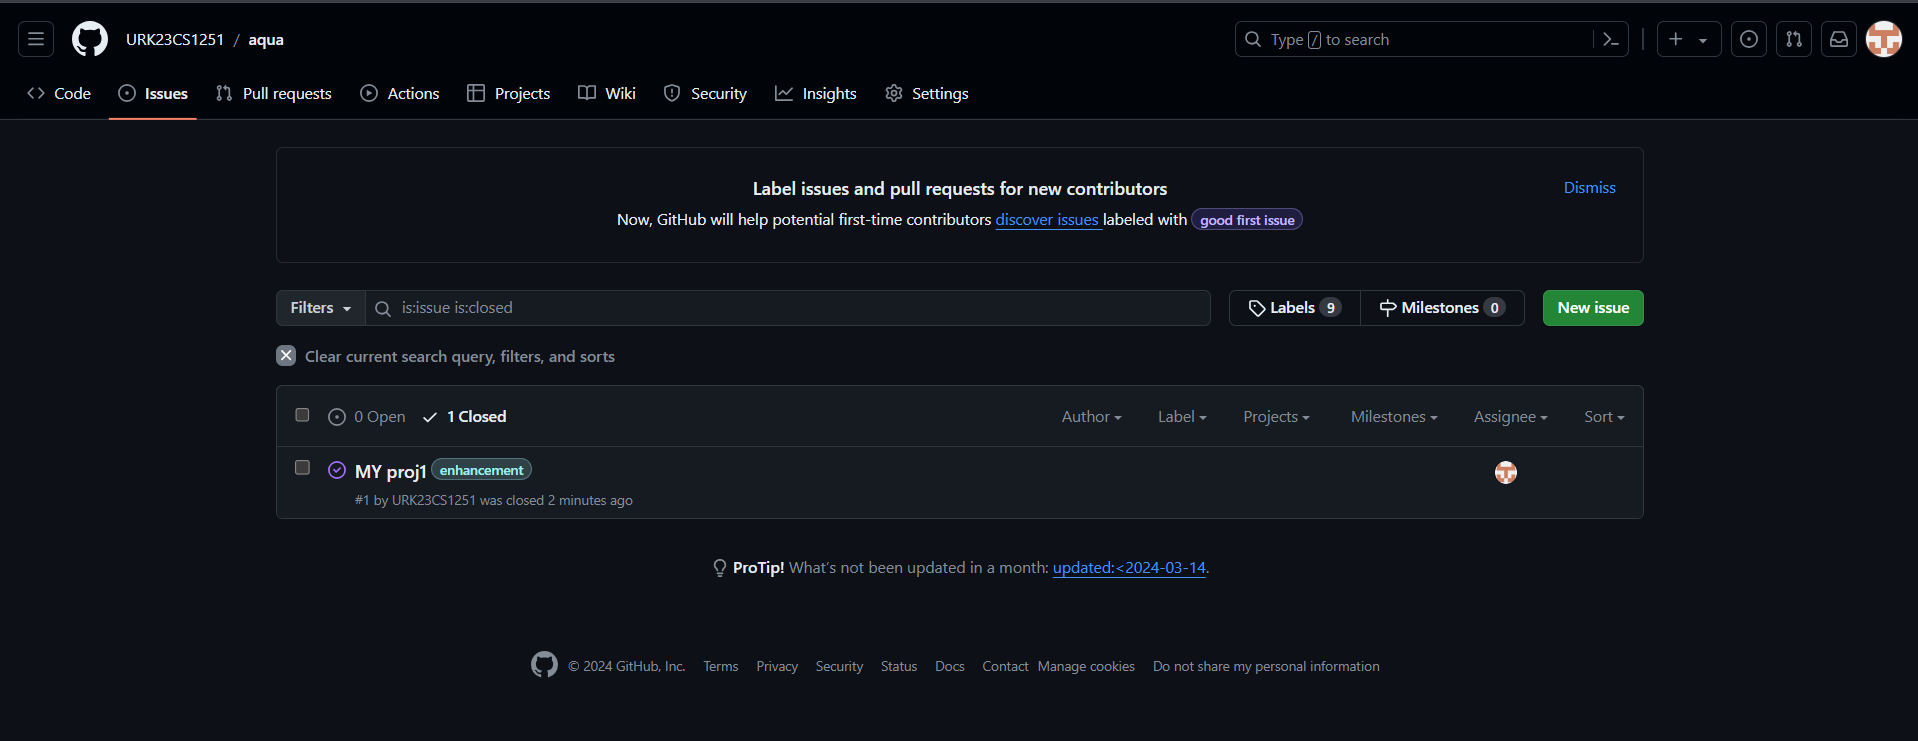 URK23CS1251 / aqua
Type / to search
Code Issues Pull requests Actions Projects Wiki Security Insights Settings
Label issues and pull requests for new contributors
Dismiss
Now, GitHub will help potential first-time contributors discover issues labeled with good first issue
Filters is:issue is:closed Labels 9 Milestones 0 New issue
Clear current search query, filters, and sorts
0 Open 1 Closed Author Label Projects Milestones Assignee Sort
MY proj1 enhancement
#1 by URK23CS1251 was closed 2 minutes ago
ProTip! What's not been updated in a month: updated:<2024-03-14.
© 2024 GitHub, Inc. Terms Privacy Security Status Docs Contact Manage cookies Do not share my personal information